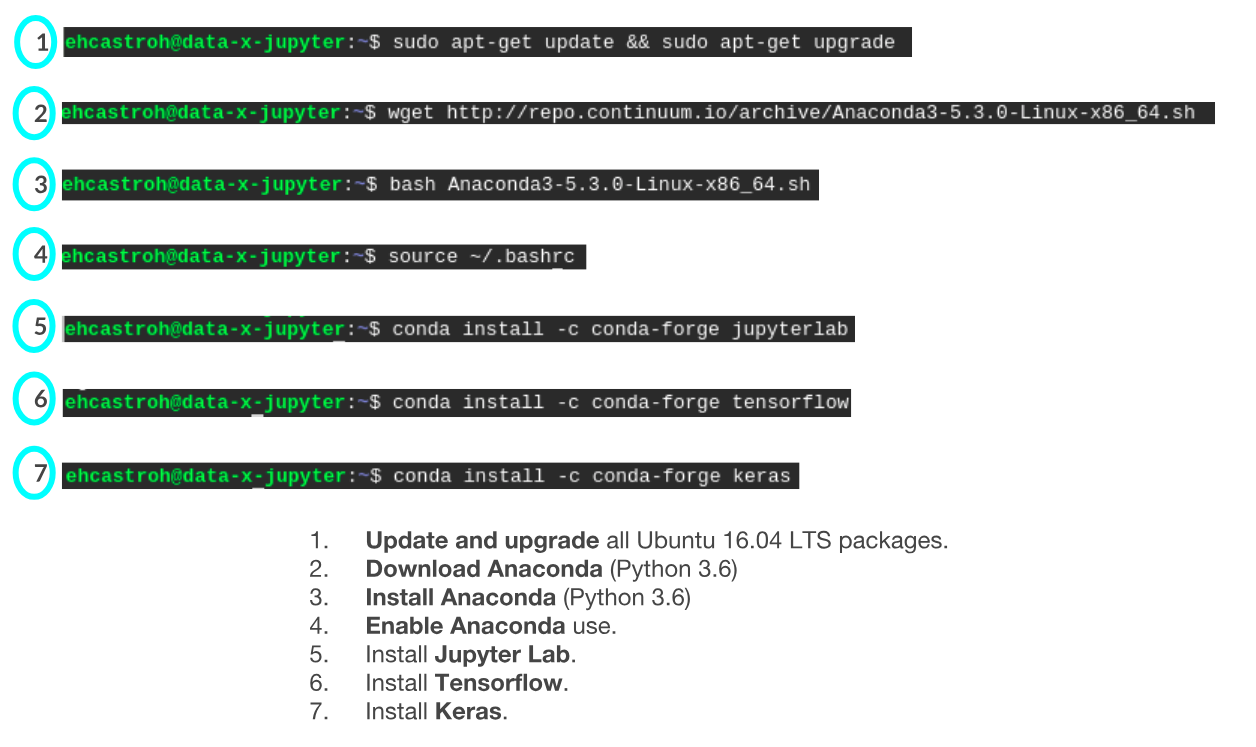 1 ehcastroh@data-x-jupyter:~$ sudo apt-get update && sudo apt-get upgrade
2 ehcastroh@data-x-jupyter:~$ wget http://repo.continuum.io/archive/Anaconda3-5.3.0-Linux-x86_64.sh
3 ehcastroh@data-x-jupyter:~$ bash Anaconda3-5.3.0-Linux-x86_64.sh
4 ehcastroh@data-x-jupyter:~$ source ~/.bashrc
5 ehcastroh@data-x-jupyter:~$ conda install -c conda-forge jupyterlab
6 ehcastroh@data-x-jupyter:~$ conda install -c conda-forge tensorflow
7 ehcastroh@data-x-jupyter:~$ conda install -c conda-forge keras
1. Update and upgrade all Ubuntu 16.04 LTS packages.
2. Download Anaconda (Python 3.6)
3. Install Anaconda (Python 3.6)
4. Enable Anaconda use.
5. Install Jupyter Lab.
6. Install Tensorflow.
7. Install Keras.